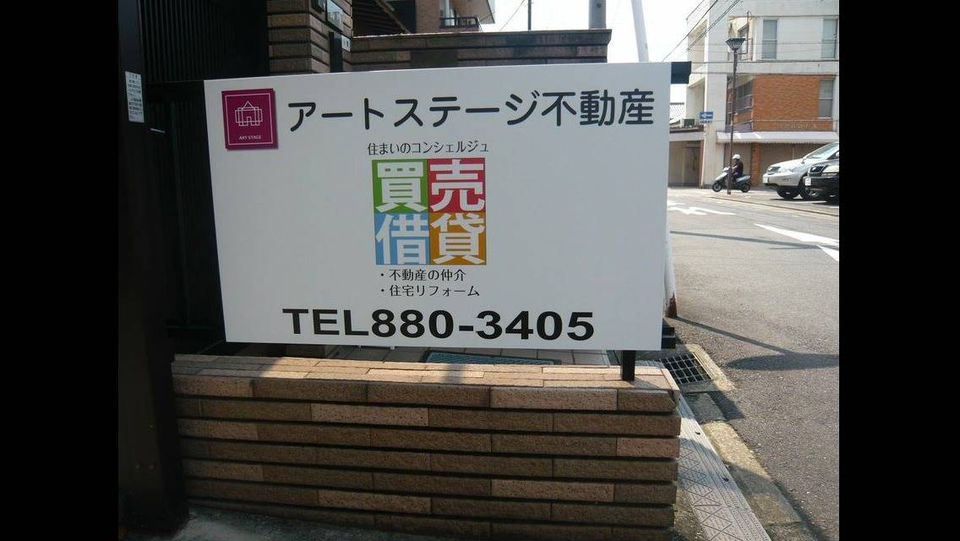 アートステージ不動産
ART STAGE
住まいのコンシェルジュ
買売
借貸
・不動産の仲介
・住宅リフォーム
TEL880-3405